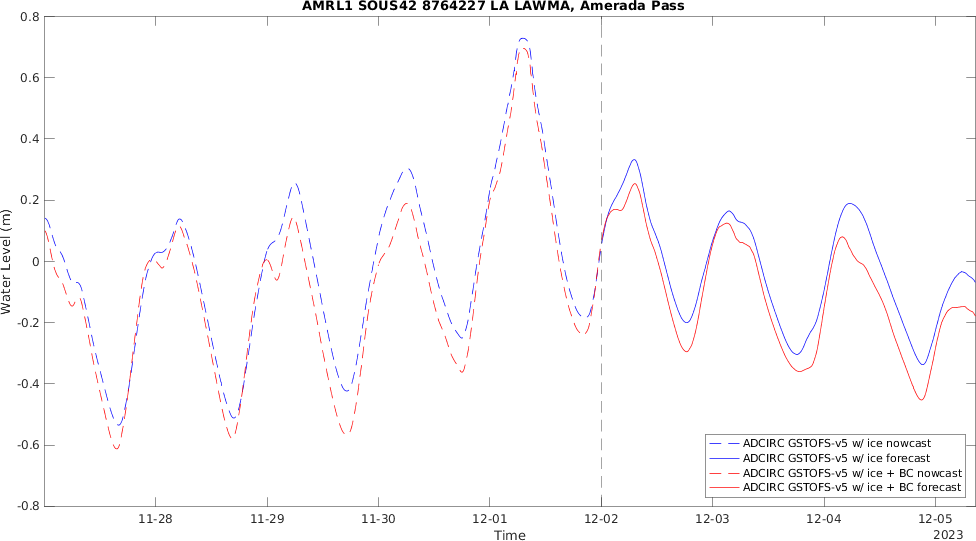 AMRL1 SOUS42 8764227 LA LAWMA, Amerada Pass
Water Level (m)
0.8
0.6
0.4
0.2
0
-0.2
-0.4
-0.6
-0.8
ADCIRC GSTOFS-v5 w/ ice nowcast
ADCIRC GSTOFS-v5 w/ ice forecast
ADCIRC GSTOFS-v5 w/ ice + BC nowcast
ADCIRC GSTOFS-v5 w/ ice + BC forecast
11-28 11-29 11-30 12-01 12-02 12-03 12-04 12-05
Time
2023